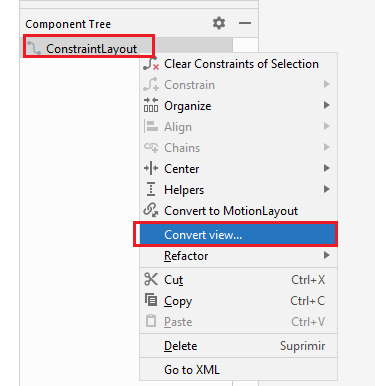 Component Tree
ConstraintLayout
Clear Constraints of Selection
Constrain
Organize
Align
Chains
Center
Helpers
Convert to MotionLayout
Convert view...
Refactor
Cut Ctrl+X
Copy Ctrl+C
Paste Ctrl+V
Delete Suprimir
Go to XML